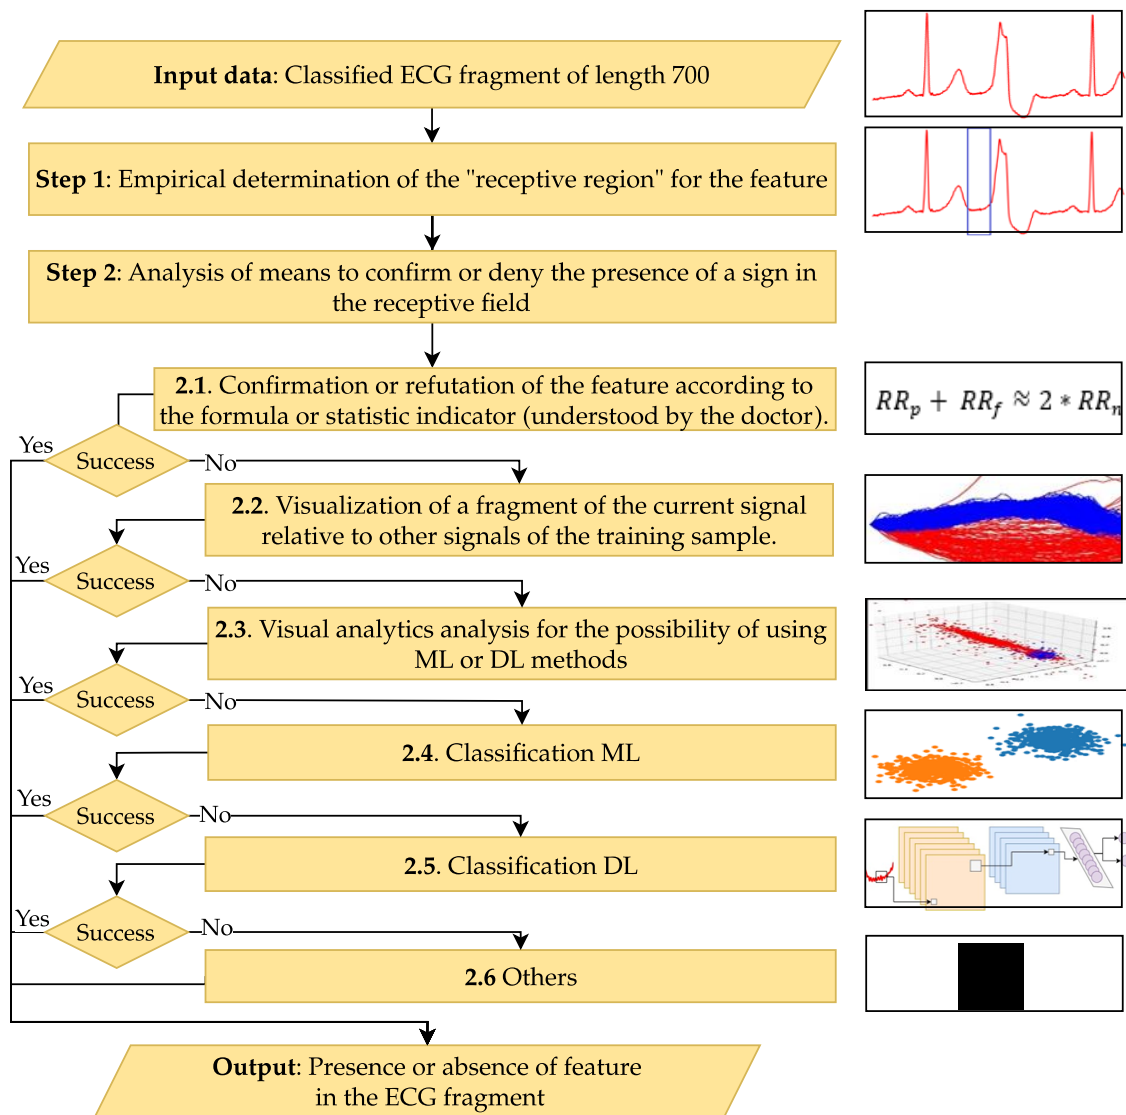 Input data: Classified ECG fragment of length 700
Step 1: Empirical determination of the "receptive region" for the feature
Step 2: Analysis of means to confirm or deny the presence of a sign in
the receptive field
2.1. Confirmation or refutation of the feature according to
the formula or statistic indicator (understood by the doctor).
RRp + RRf ≈ 2 * RRn
Yes
Success
No
2.2. Visualization of a fragment of the current signal
relative to other signals of the training sample.
Yes
Success
No
2.3. Visual analytics analysis for the possibility of using
ML or DL methods
Yes
Success
No
2.4. Classification ML
Yes
Success
No
2.5. Classification DL
Yes
Success
No
2.6 Others
Output: Presence or absence of feature
in the ECG fragment